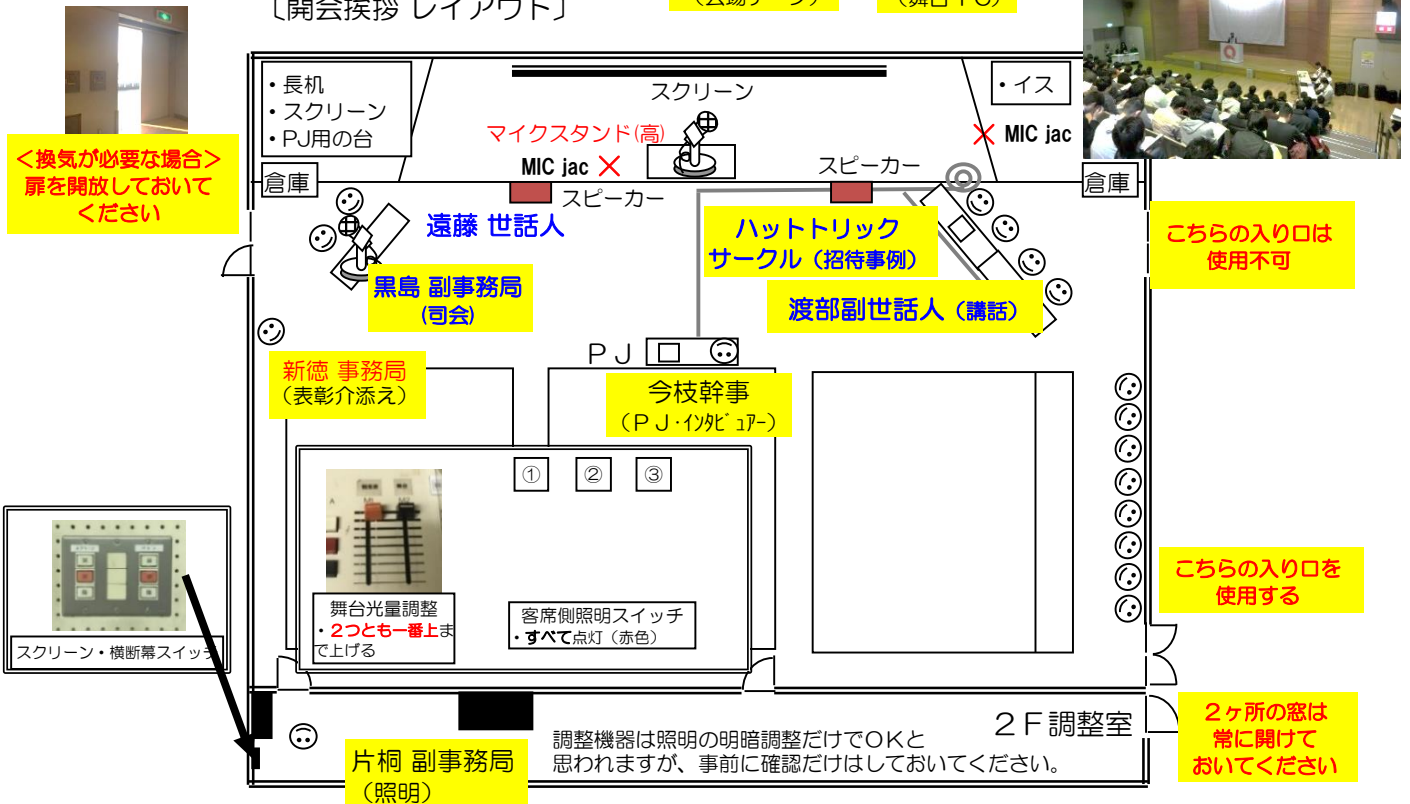 〔開会挨拶 レイアウト〕
・長机
・スクリーン
・PJ用の台
スクリーン
・イス
マイクスタンド(高)
MIC jac
MIC jac
<換気が必要な場合>
扉を開放しておいて
ください
倉庫
スピーカー
スピーカー
倉庫
遠藤 世話人
ハットトリック
サークル（招待事例）
こちらの入り口は
使用不可
黒島 副事務局
(司会)
渡部副世話人（講話）
ＰＪ
新徳 事務局
（表彰介添え）
今枝幹事
（ＰＪ・ｲﾝﾀﾋﾞｭｱｰ）
①
②
③
舞台光量調整
・２つとも一番上ま
で上げる
客席側照明スイッチ
・すべて点灯（赤色）
こちらの入り口を
使用する
スクリーン・横断幕スイッチ
２Ｆ調整室
２ヶ所の窓は
常に開けて
おいてください
片桐 副事務局
（照明）
調整機器は照明の明暗調整だけでOKと
思われますが、事前に確認だけはしておいてください。